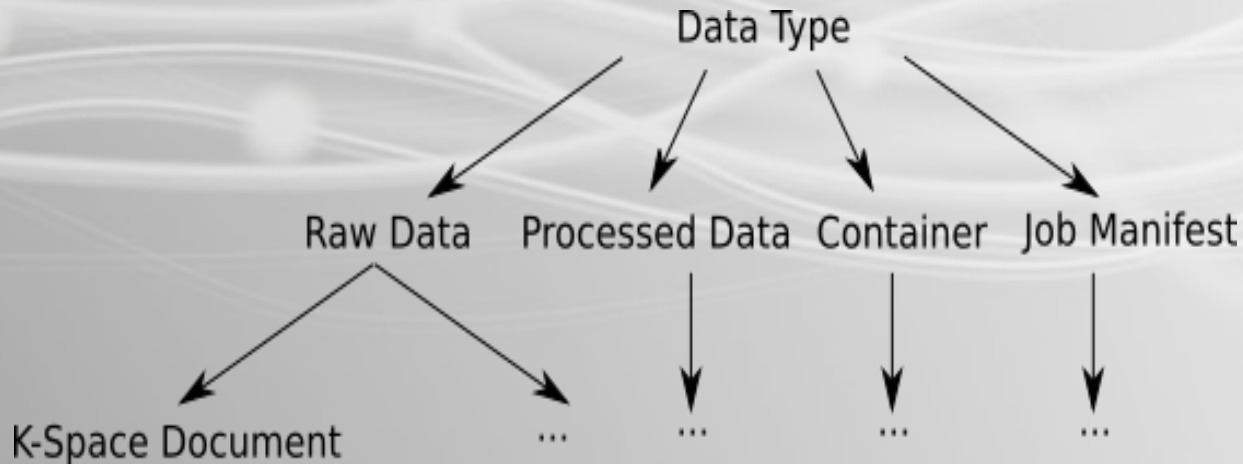 Data Type
Raw Data Processed Data Container Job Manifest
K-Space Document ... ... ... ...